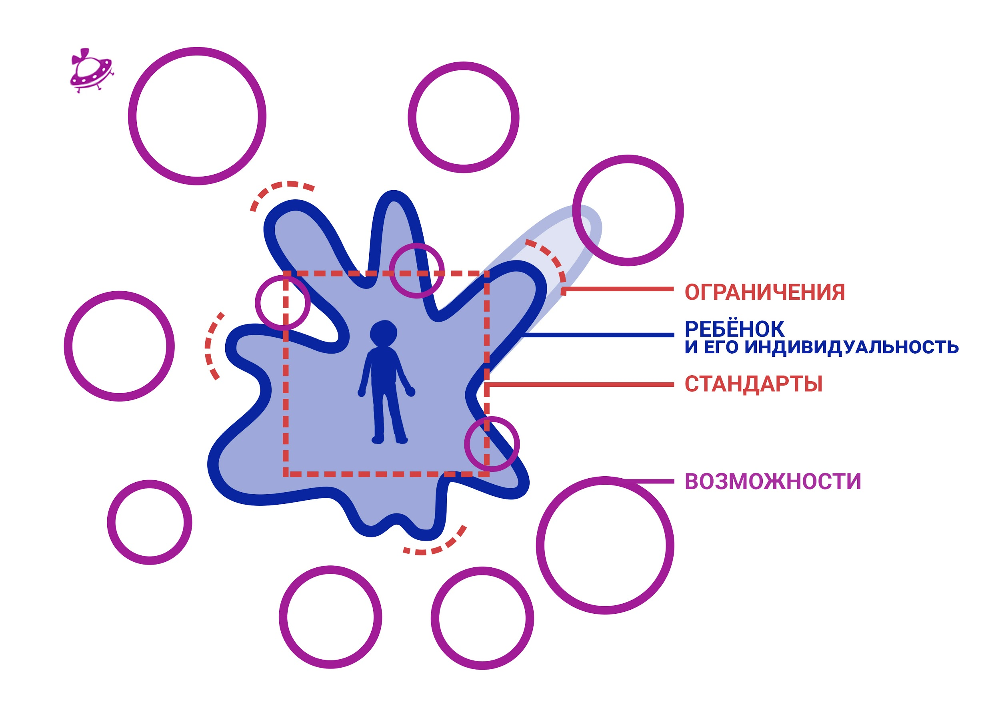 ОГРАНИЧЕНИЯ
РЕБЁНОК
И ЕГО ИНДИВИДУАЛЬНОСТЬ
СТАНДАРТЫ
ВОЗМОЖНОСТИ